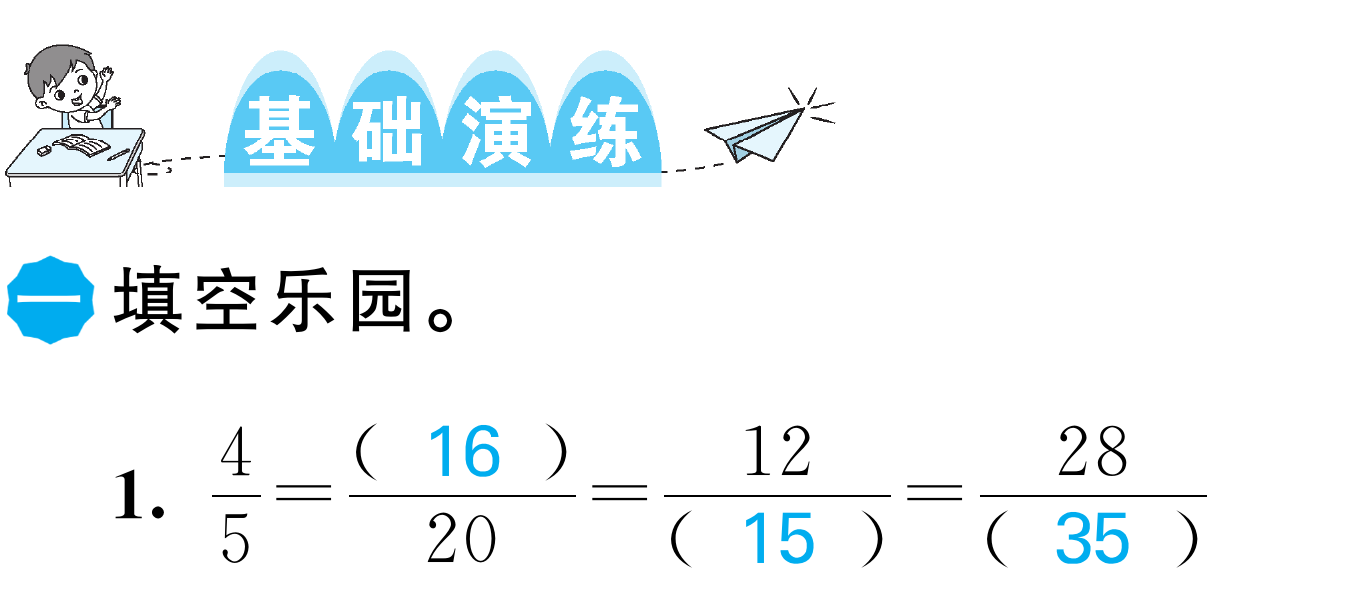 基础演练
一 填空乐园。
1. 4/5=( 16 )/20=12/( 15 )=28/( 35 )